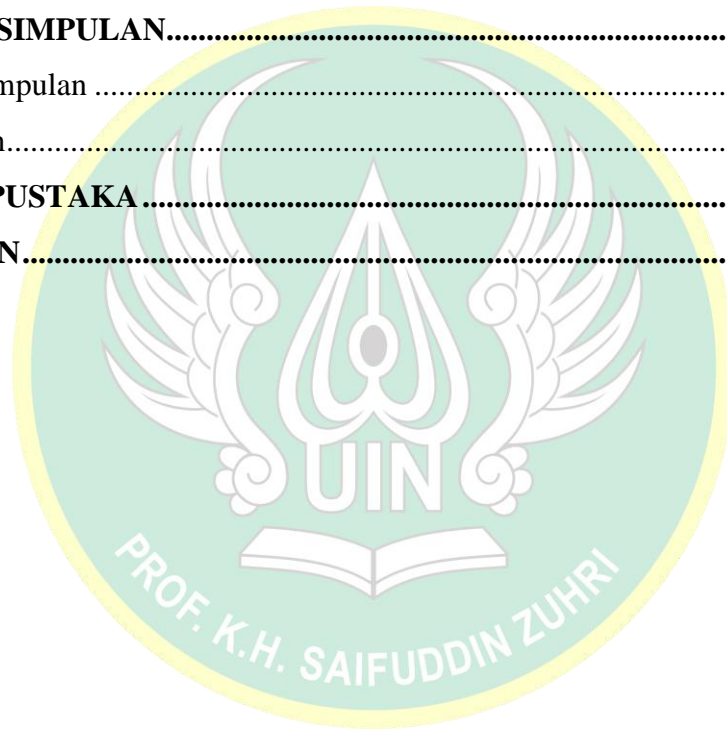 SIMPULAN....................................................................................
mpulan ....................................................................................
n....................................................................................
PUSTAKA....................................................................................
N....................................................................................
UIN
PROF. K.H. SAIFUDDIN ZUHRI